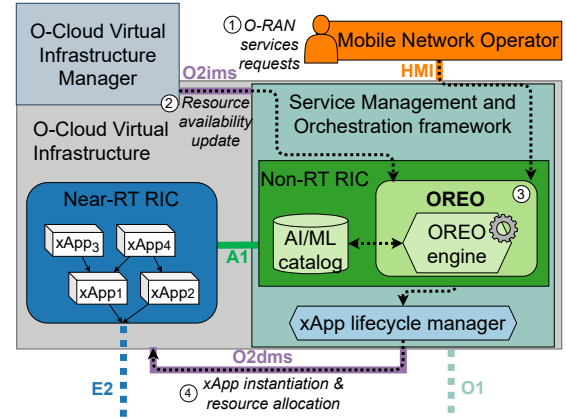 O-Cloud Virtual
Infrastructure
Manager
1 O-RAN
services
requests
Mobile Network Operator
HMI
O2ims
2 Resource
availability
update
O-Cloud Virtual
Infrastructure
Service Management and
Orchestration framework
Non-RT RIC
Near-RT RIC
xApp3
xApp4
xApp1
xApp2
A1
AI/ML
catalog
OREO
3
OREO
engine
xApp lifecycle manager
O2dms
E2
4 xApp instantiation &
resource allocation
O1